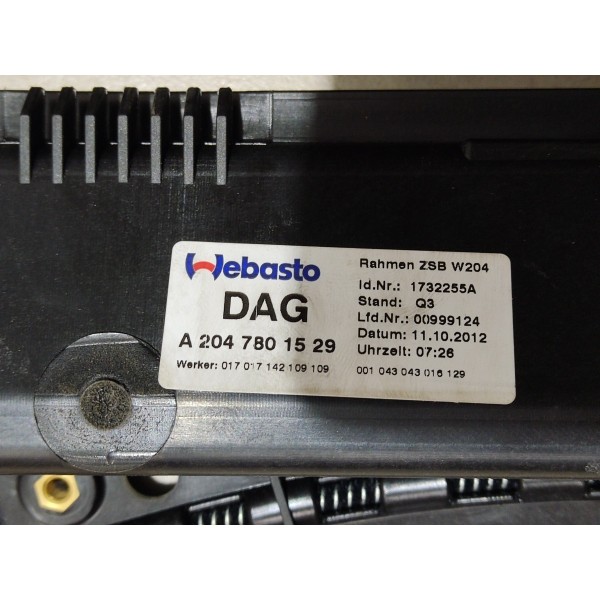 Webasto
DAG
A 204 780 15 29
Werker: 017 017 142 109 109
Rahmen ZSB W204
Id.Nr.: 1732255A
Stand: Q3
Lfd.Nr.: 00999124
Datum: 11.10.2012
Uhrzeit: 07:26
001 043 043 016 129